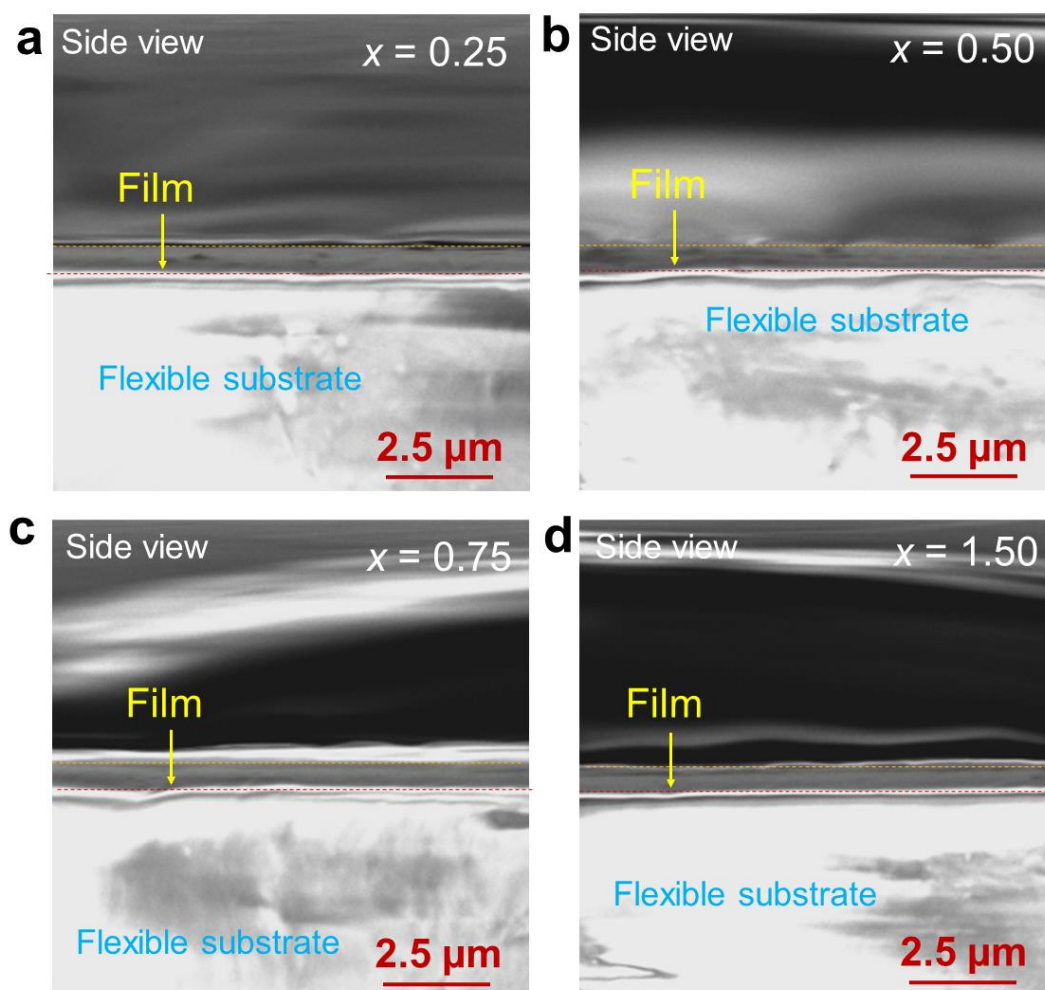 a
Side view
x = 0.25
Film
Flexible substrate
2.5 μm
b
Side view
x = 0.50
Film
Flexible substrate
2.5 μm
c
Side view
x = 0.75
Film
Flexible substrate
2.5 μm
d
Side view
x = 1.50
Film
Flexible substrate
2.5 μm